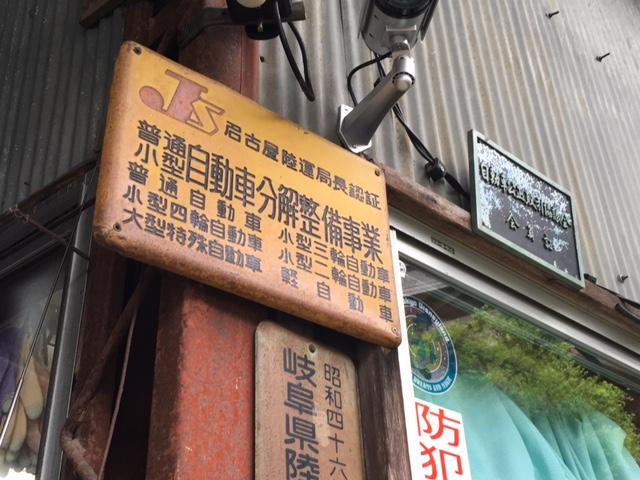 JS 名古屋陸運局長認証
普通
小型
自動車分解整備事業
普通自動車 小型三輪自動車
小型四輪自動車 小型二輪自動車
大型特殊自動車 軽自動車
昭和四十六
岐阜県陸
会員証
防犯